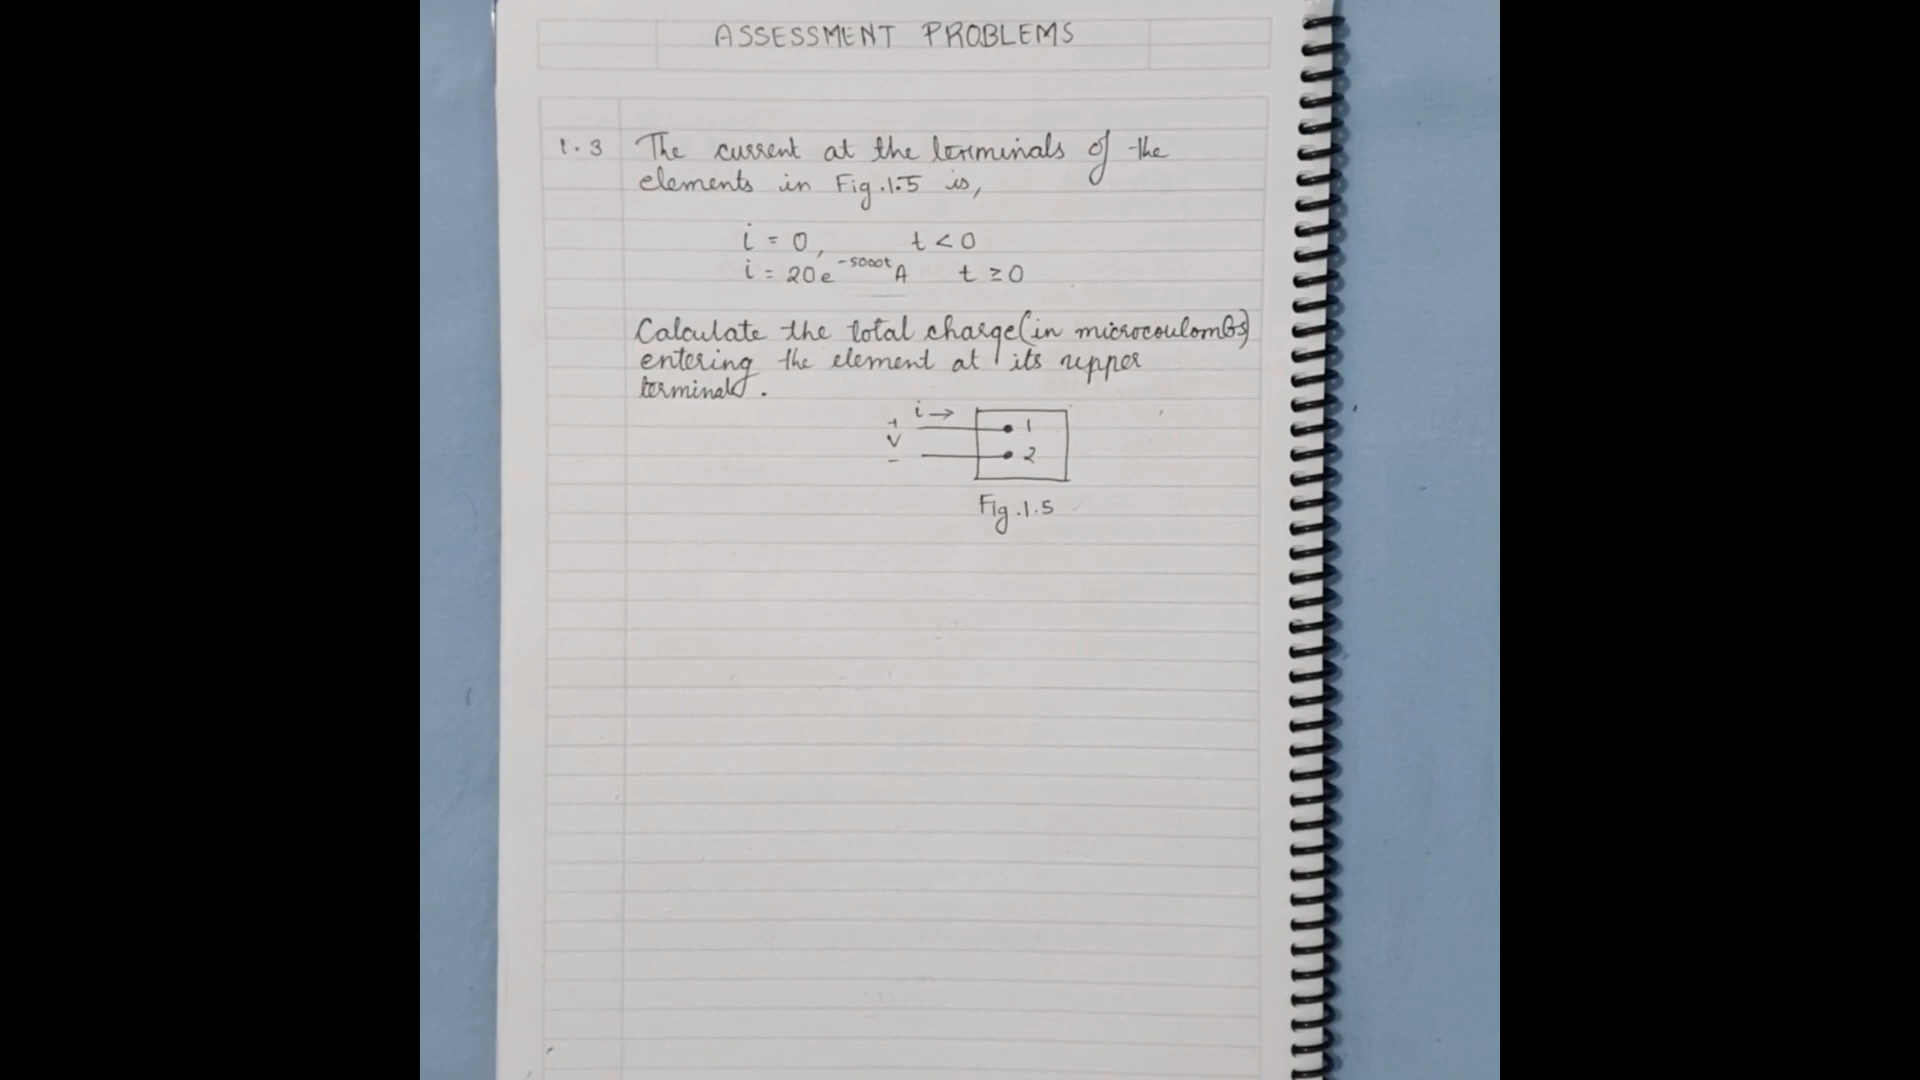 ASSESSMENT PROBLEMS
1.3 The current at the terminals of the
elements in Fig.1.5 is,
i = 0, t < 0
i = 20e^-5000t A t ≥ 0
Calculate the total charge (in microcoulombs)
entering the element at its upper
terminal.
i →
+
V
-
1
2
Fig.1.5